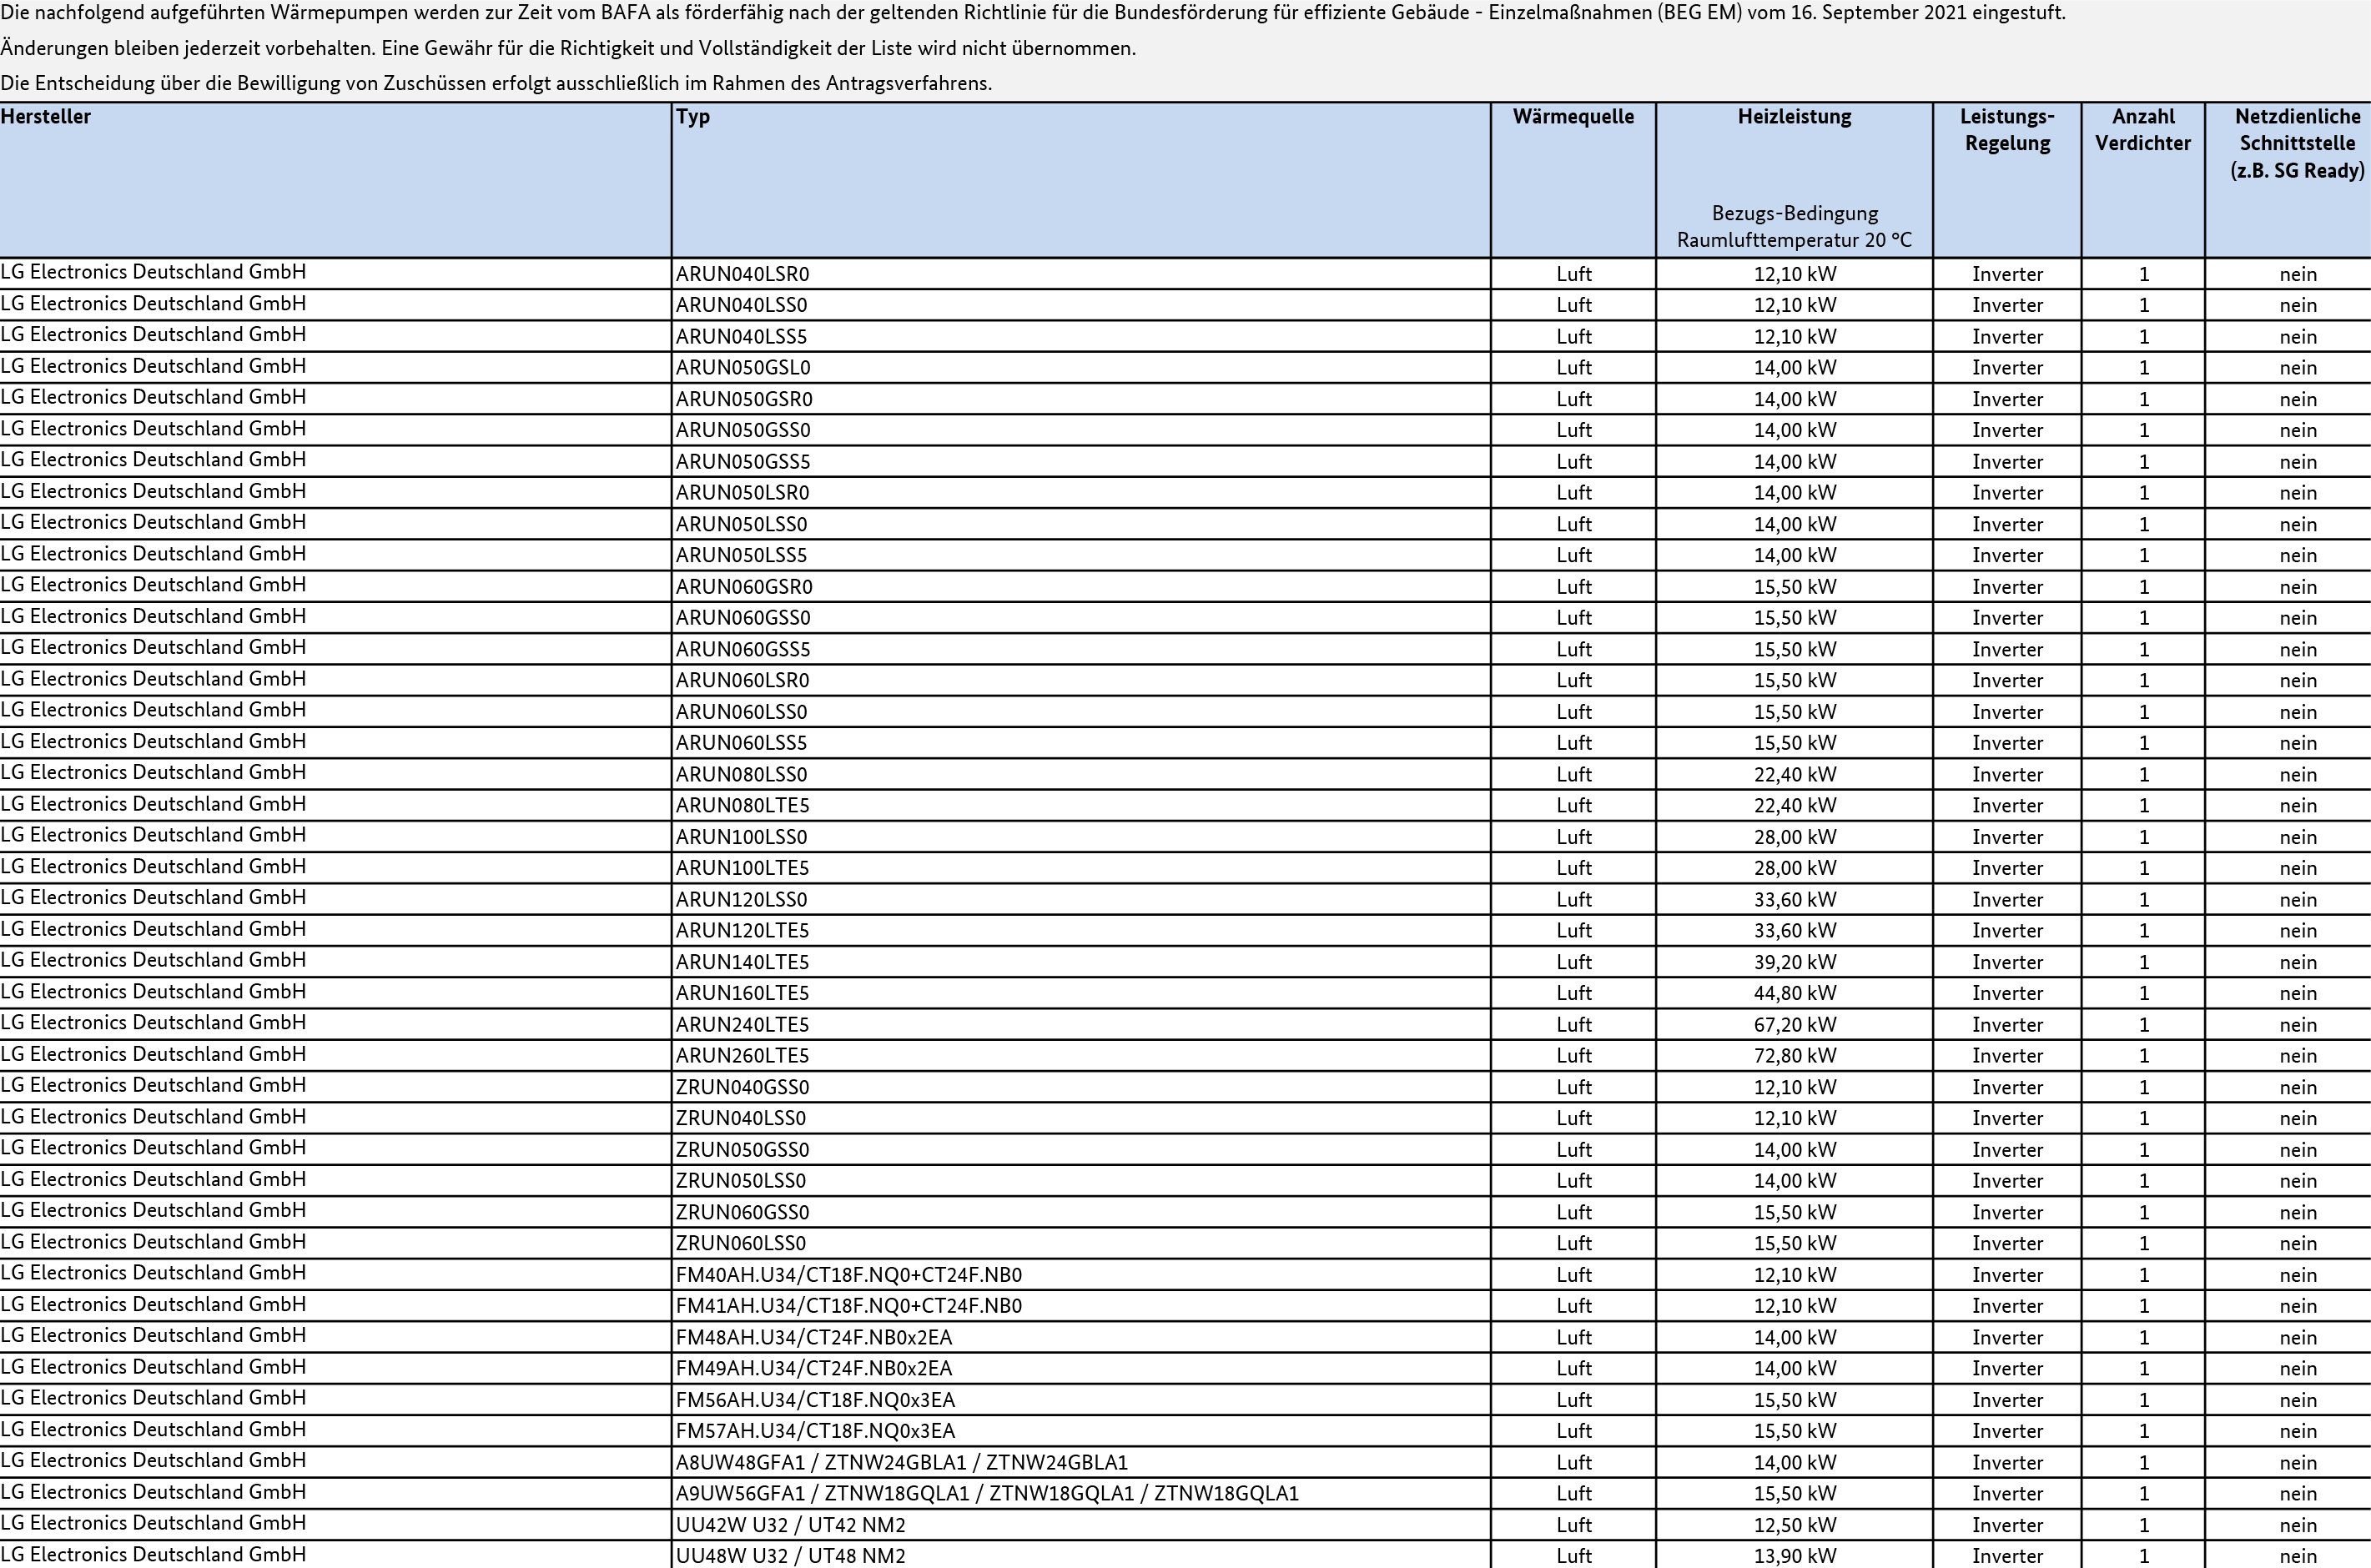 Die nachfolgend aufgeführten Wärmepumpen werden zur Zeit vom BAFA als förderfähig nach der geltenden Richtlinie für die Bundesförderung für effiziente Gebäude - Einzelmaßnahmen (BEG EM) vom 16. September 2021 eingestuft.
Änderungen bleiben jederzeit vorbehalten. Eine Gewähr für die Richtigkeit und Vollständigkeit der Liste wird nicht übernommen.
Die Entscheidung über die Bewilligung von Zuschüssen erfolgt ausschließlich im Rahmen des Antragsverfahrens.
Hersteller Typ Wärmequelle Heizleistung Leistungs- Anzahl Netzdienliche
Regelung Verdichter Schnittstelle
(z.B. SG Ready)
Bezugs-Bedingung
Raumlufttemperatur 20 °C
LG Electronics Deutschland GmbH ARUN040LSR0 Luft 12,10 kW Inverter 1 nein
LG Electronics Deutschland GmbH ARUN040LSS0 Luft 12,10 kW Inverter 1 nein
LG Electronics Deutschland GmbH ARUN040LSS5 Luft 12,10 kW Inverter 1 nein
LG Electronics Deutschland GmbH ARUN050GSL0 Luft 14,00 kW Inverter 1 nein
LG Electronics Deutschland GmbH ARUN050GSR0 Luft 14,00 kW Inverter 1 nein
LG Electronics Deutschland GmbH ARUN050GSS0 Luft 14,00 kW Inverter 1 nein
LG Electronics Deutschland GmbH ARUN050GSS5 Luft 14,00 kW Inverter 1 nein
LG Electronics Deutschland GmbH ARUN050LSR0 Luft 14,00 kW Inverter 1 nein
LG Electronics Deutschland GmbH ARUN050LSS0 Luft 14,00 kW Inverter 1 nein
LG Electronics Deutschland GmbH ARUN050LSS5 Luft 14,00 kW Inverter 1 nein
LG Electronics Deutschland GmbH ARUN060GSR0 Luft 15,50 kW Inverter 1 nein
LG Electronics Deutschland GmbH ARUN060GSS0 Luft 15,50 kW Inverter 1 nein
LG Electronics Deutschland GmbH ARUN060GSS5 Luft 15,50 kW Inverter 1 nein
LG Electronics Deutschland GmbH ARUN060LSR0 Luft 15,50 kW Inverter 1 nein
LG Electronics Deutschland GmbH ARUN060LSS0 Luft 15,50 kW Inverter 1 nein
LG Electronics Deutschland GmbH ARUN060LSS5 Luft 15,50 kW Inverter 1 nein
LG Electronics Deutschland GmbH ARUN080LSS0 Luft 22,40 kW Inverter 1 nein
LG Electronics Deutschland GmbH ARUN080LTE5 Luft 22,40 kW Inverter 1 nein
LG Electronics Deutschland GmbH ARUN100LSS0 Luft 28,00 kW Inverter 1 nein
LG Electronics Deutschland GmbH ARUN100LTE5 Luft 28,00 kW Inverter 1 nein
LG Electronics Deutschland GmbH ARUN120LSS0 Luft 33,60 kW Inverter 1 nein
LG Electronics Deutschland GmbH ARUN120LTE5 Luft 33,60 kW Inverter 1 nein
LG Electronics Deutschland GmbH ARUN140LTE5 Luft 39,20 kW Inverter 1 nein
LG Electronics Deutschland GmbH ARUN160LTE5 Luft 44,80 kW Inverter 1 nein
LG Electronics Deutschland GmbH ARUN240LTE5 Luft 67,20 kW Inverter 1 nein
LG Electronics Deutschland GmbH ARUN260LTE5 Luft 72,80 kW Inverter 1 nein
LG Electronics Deutschland GmbH ZRUN040GSS0 Luft 12,10 kW Inverter 1 nein
LG Electronics Deutschland GmbH ZRUN040LSS0 Luft 12,10 kW Inverter 1 nein
LG Electronics Deutschland GmbH ZRUN050GSS0 Luft 14,00 kW Inverter 1 nein
LG Electronics Deutschland GmbH ZRUN050LSS0 Luft 14,00 kW Inverter 1 nein
LG Electronics Deutschland GmbH ZRUN060GSS0 Luft 15,50 kW Inverter 1 nein
LG Electronics Deutschland GmbH ZRUN060LSS0 Luft 15,50 kW Inverter 1 nein
LG Electronics Deutschland GmbH FM40AH.U34/CT18F.NQ0+CT24F.NB0 Luft 12,10 kW Inverter 1 nein
LG Electronics Deutschland GmbH FM41AH.U34/CT18F.NQ0+CT24F.NB0 Luft 12,10 kW Inverter 1 nein
LG Electronics Deutschland GmbH FM48AH.U34/CT24F.NB0x2EA Luft 14,00 kW Inverter 1 nein
LG Electronics Deutschland GmbH FM49AH.U34/CT24F.NB0x2EA Luft 14,00 kW Inverter 1 nein
LG Electronics Deutschland GmbH FM56AH.U34/CT18F.NQ0x3EA Luft 15,50 kW Inverter 1 nein
LG Electronics Deutschland GmbH FM57AH.U34/CT18F.NQ0x3EA Luft 15,50 kW Inverter 1 nein
LG Electronics Deutschland GmbH A8UW48GFA1 / ZTNW24GBLA1 / ZTNW24GBLA1 Luft 14,00 kW Inverter 1 nein
LG Electronics Deutschland GmbH A9UW56GFA1 / ZTNW18GQLA1 / ZTNW18GQLA1 / ZTNW18GQLA1 Luft 15,50 kW Inverter 1 nein
LG Electronics Deutschland GmbH UU42W U32 / UT42 NM2 Luft 12,50 kW Inverter 1 nein
LG Electronics Deutschland GmbH UU48W U32 / UT48 NM2 Luft 13,90 kW Inverter 1 nein